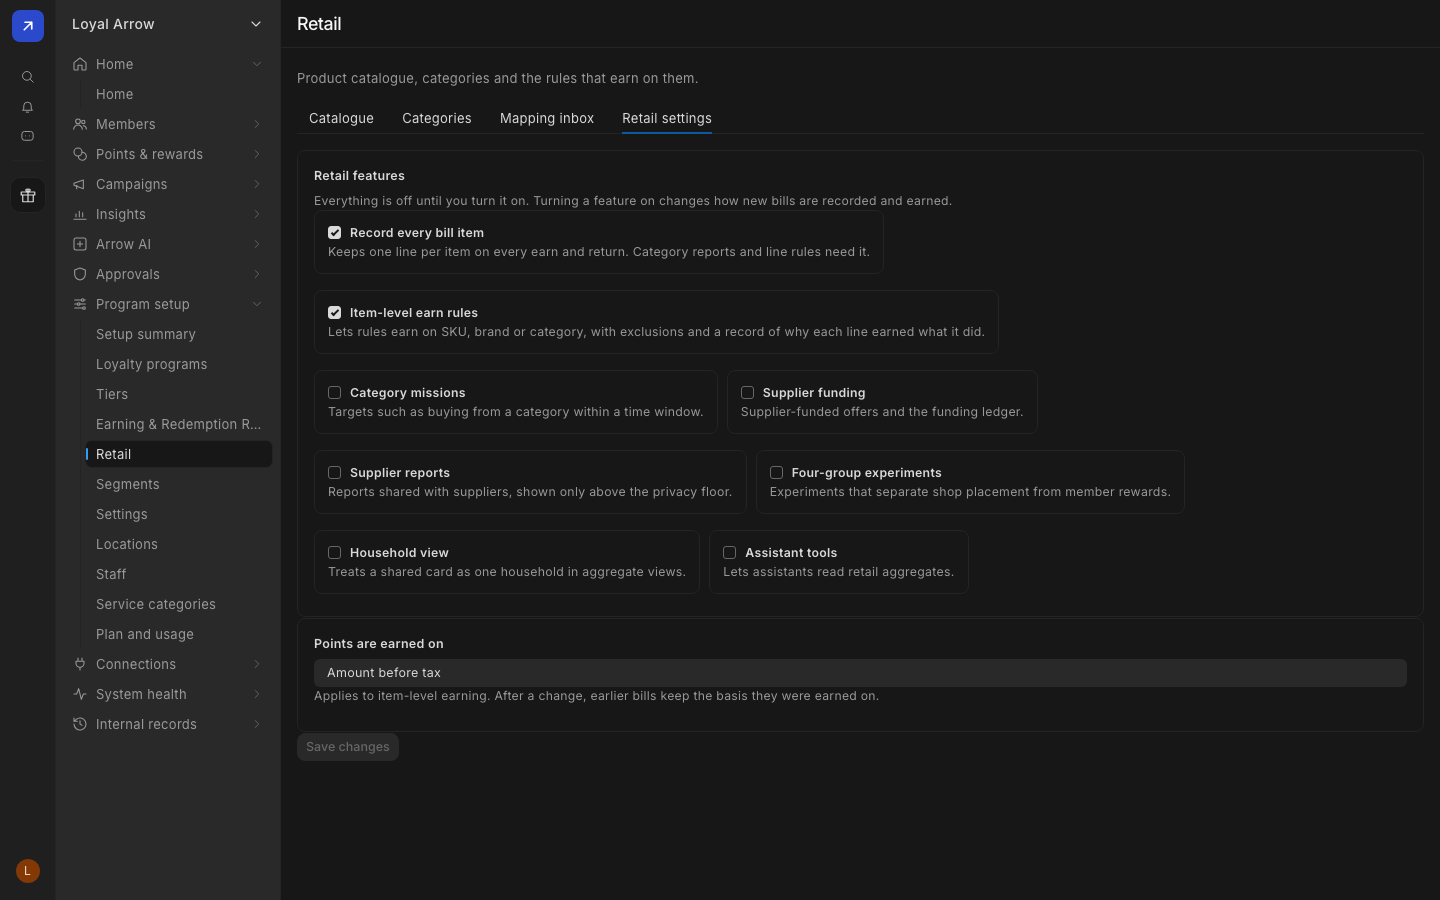 Loyal Arrow
Home
Home
Members
Points & rewards
Campaigns
Insights
Arrow AI
Approvals
Program setup
Setup summary
Loyalty programs
Tiers
Earning & Redemption R...
Retail
Segments
Settings
Locations
Staff
Service categories
Plan and usage
Connections
System health
Internal records
L
Retail
Product catalogue, categories and the rules that earn on them.
Catalogue Categories Mapping inbox Retail settings
Retail features
Everything is off until you turn it on. Turning a feature on changes how new bills are recorded and earned.
Record every bill item
Keeps one line per item on every earn and return. Category reports and line rules need it.
Item-level earn rules
Lets rules earn on SKU, brand or category, with exclusions and a record of why each line earned what it did.
Category missions
Targets such as buying from a category within a time window.
Supplier funding
Supplier-funded offers and the funding ledger.
Supplier reports
Reports shared with suppliers, shown only above the privacy floor.
Four-group experiments
Experiments that separate shop placement from member rewards.
Household view
Treats a shared card as one household in aggregate views.
Assistant tools
Lets assistants read retail aggregates.
Points are earned on
Amount before tax
Applies to item-level earning. After a change, earlier bills keep the basis they were earned on.
Save changes